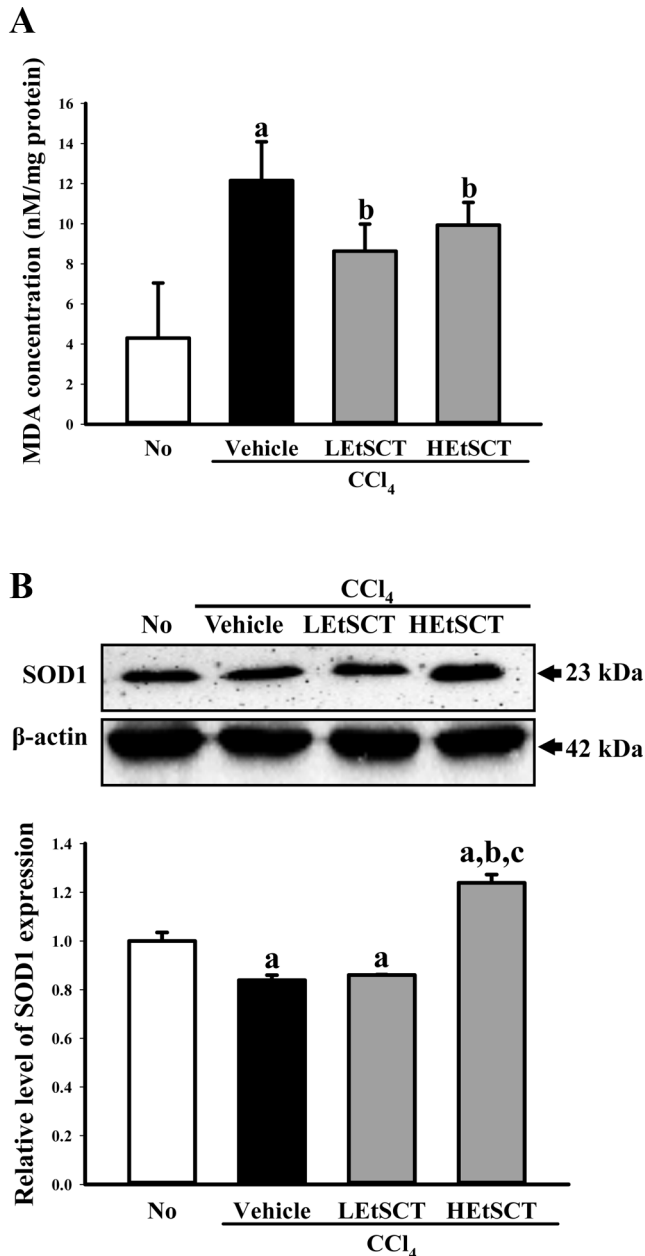 A
MDA concentration (nM/mg protein)
16
14
12
10
8
6
4
2
0
a
b
b
No Vehicle LEtSCT HEtSCT
CCl4
B
CCl4
No Vehicle LEtSCT HEtSCT
SOD1
23 kDa
β-actin
42 kDa
Relative level of SOD1 expression
1.4
1.2
1.0
0.8
0.6
0.4
0.2
0.0
a
a
a,b,c
No Vehicle LEtSCT HEtSCT
CCl4